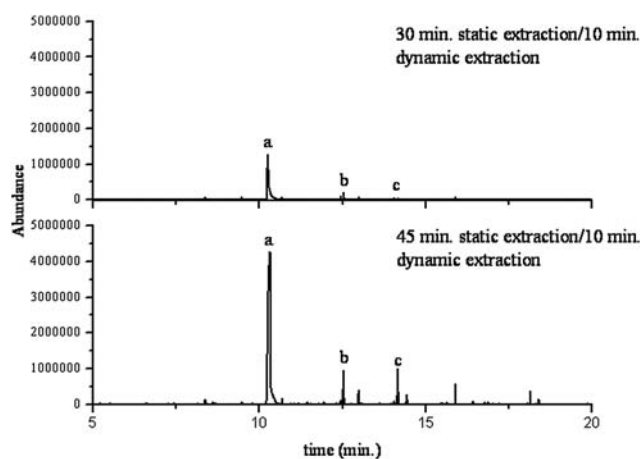 5000000
30 min. static extraction/10 min.
dynamic extraction
4000000
3000000
2000000
a
1000000
b
c
0
Abundance
5000000
45 min. static extraction/10 min.
dynamic extraction
a
4000000
3000000
2000000
1000000
b
c
0
5 10 15 20
time (min.)